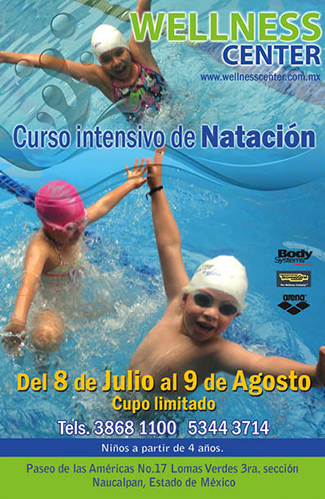 WELLNESS
CENTER
www.wellnesscenter.com.mx
Curso intensivo de Natación
Body
Systems
arena
Del 8 de Julio al 9 de Agosto
Cupo limitado
Tels. 3868 1100 5344 3714
Niños a partir de 4 años.
Paseo de las Américas No.17 Lomas Verdes 3ra. sección
Naucalpan, Estado de México